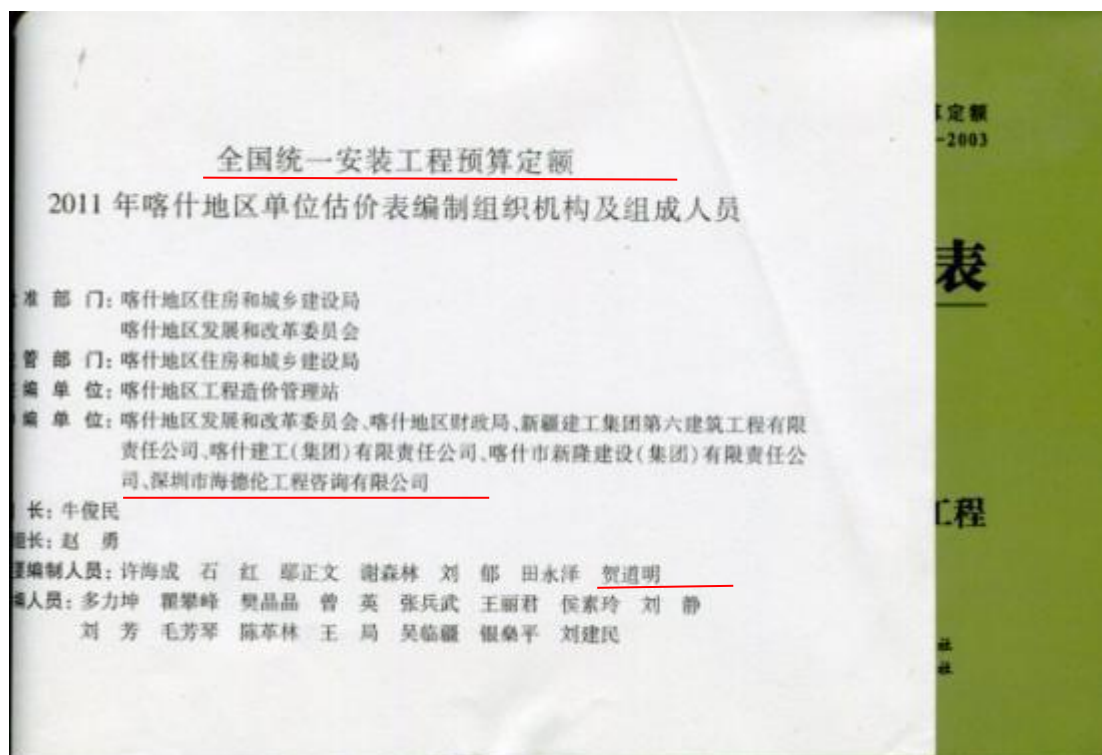 全国统一安装工程预算定额
2011年喀什地区单位估价表编制组织机构及组成人员
准 部 门:喀什地区住房和城乡建设局
喀什地区发展和改革委员会
管 部 门:喀什地区住房和城乡建设局
编 单 位:喀什地区工程造价管理站
编 单 位:喀什地区发展和改革委员会、喀什地区财政局、新疆建工集团第六建筑工程有限
责任公司、喀什建工(集团)有限责任公司、喀什市新隆建设(集团)有限责任公
司、深圳市海德伦工程咨询有限公司
长:牛俊民
组长:赵 勇
编制人员:许海成 石 红 鄢正文 谢森林 刘 郁 田永泽 贺道明
编人员:多力坤 瞿攀峰 樊晶晶 曾 英 张兵武 王丽君 侯素玲 刘 静
刘 芳 毛芳琴 陈革林 王 局 吴临疆 银燊平 刘建民
定额
-2003
表
工程
社
社